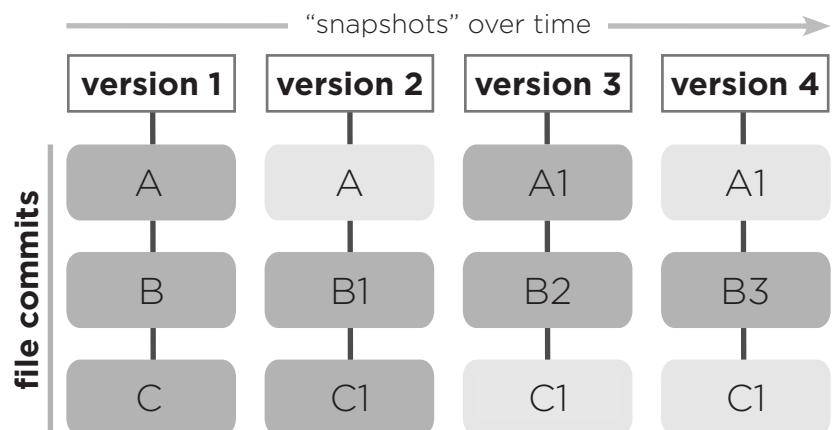 “snapshots” over time
version 1 version 2 version 3 version 4
file commits
A A A1 A1
B B1 B2 B3
C C1 C1 C1